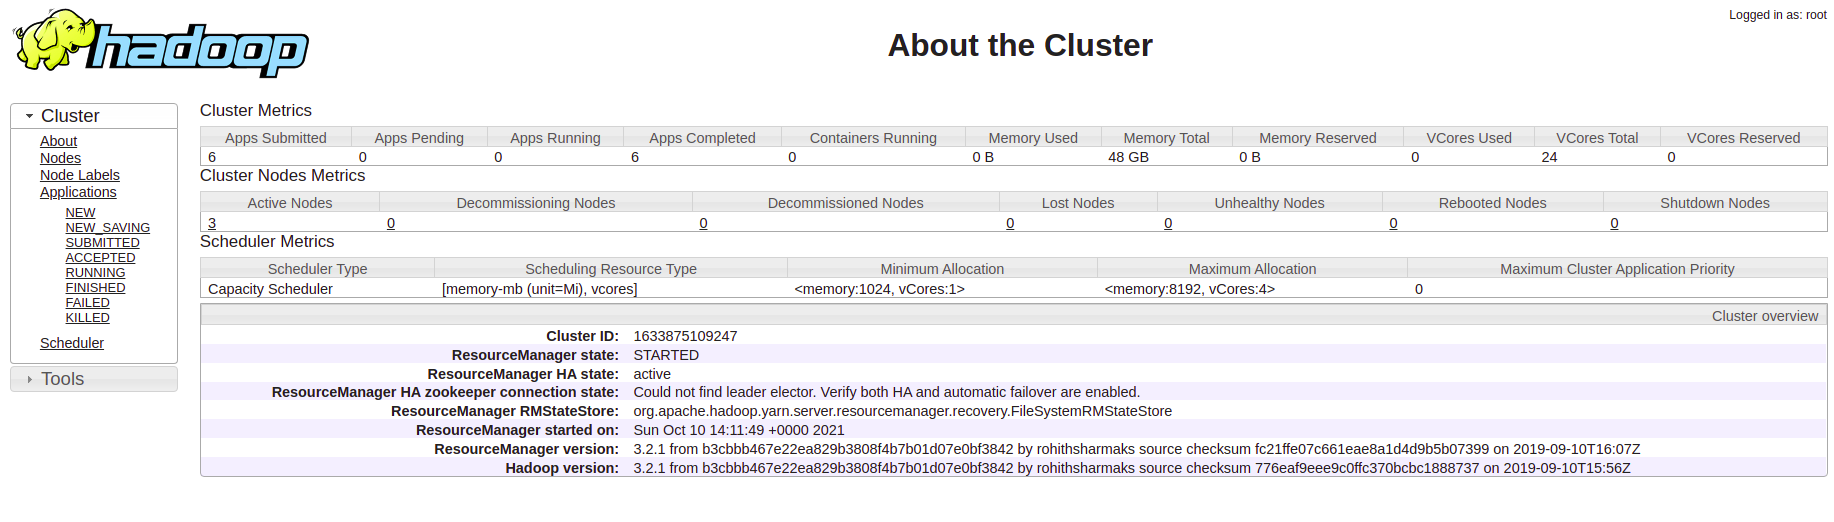 hadoop
Logged in as: root
About the Cluster
Cluster
About
Nodes
Node Labels
Applications
NEW
NEW_SAVING
SUBMITTED
ACCEPTED
RUNNING
FINISHED
FAILED
KILLED
Scheduler
Tools
Cluster Metrics
Apps Submitted Apps Pending Apps Running Apps Completed Containers Running Memory Used Memory Total Memory Reserved VCores Used VCores Total VCores Reserved
6 0 0 6 0 0 B 48 GB 0 B 0 24 0
Cluster Nodes Metrics
Active Nodes Decommissioning Nodes Decommissioned Nodes Lost Nodes Unhealthy Nodes Rebooted Nodes Shutdown Nodes
3 0 0 0 0 0 0
Scheduler Metrics
Scheduler Type Scheduling Resource Type Minimum Allocation Maximum Allocation Maximum Cluster Application Priority
Capacity Scheduler [memory-mb (unit=Mi), vcores] <memory:1024, vCores:1> <memory:8192, vCores:4> 0
Cluster overview
Cluster ID: 1633875109247
ResourceManager state: STARTED
ResourceManager HA state: active
ResourceManager HA zookeeper connection state: Could not find leader elector. Verify both HA and automatic failover are enabled.
ResourceManager RMStateStore: org.apache.hadoop.yarn.server.resourcemanager.recovery.FileSystemRMStateStore
ResourceManager started on: Sun Oct 10 14:11:49 +0000 2021
ResourceManager version: 3.2.1 from b3cbbb467e22ea829b3808f4b7b01d07e0bf3842 by rohithsharmaks source checksum fc21ffe07c661eae8a1d4d9b5b07399 on 2019-09-10T16:07Z
Hadoop version: 3.2.1 from b3cbbb467e22ea829b3808f4b7b01d07e0bf3842 by rohithsharmaks source checksum 776eaf9eee9c0ffc370bcbc1888737 on 2019-09-10T15:56Z